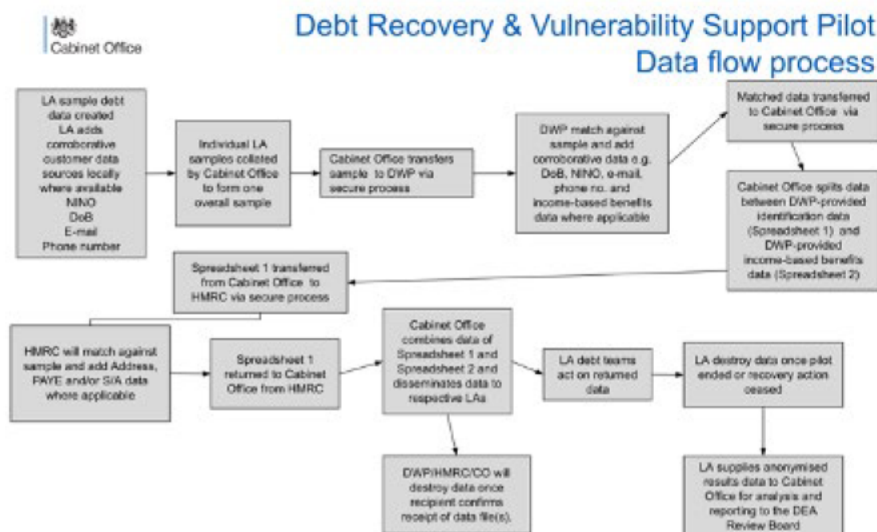 Cabinet Office
Debt Recovery & Vulnerability Support Pilot
Data flow process
LA sample debt
data created
LA adds
corroborative
customer data
sources locally
where available
NINO
DoB
E-mail
Phone number
Individual LA
samples collated
by Cabinet Office
to form one
overall sample
Cabinet Office transfers
sample to DWP via
secure process
DWP match against
sample and add
corroborative data e.g.
DoB, NINO, e-mail,
phone no. and
income-based benefits
data where applicable
Matched data transferred
to Cabinet Office via
secure process
Cabinet Office splits data
between DWP-provided
identification data
(Spreadsheet 1) and
DWP-provided
income-based benefits
data (Spreadsheet 2)
Spreadsheet 1 transferred
from Cabinet Office to
HMRC via secure process
HMRC will match against
sample and add Address,
PAYE and/or S/A data
where applicable
Spreadsheet 1
returned to Cabinet
Office from HMRC
Cabinet Office
combines data of
Spreadsheet 1 and
Spreadsheet 2 and
disseminates data to
respective LAs
LA debt teams
act on returned
data
LA destroy data once pilot
ended or recovery action
ceased
DWP/HMRC/CO will
destroy data once
recipient confirms
receipt of data file(s).
LA supplies anonymised
results data to Cabinet
Office for analysis and
reporting to the DEA
Review Board